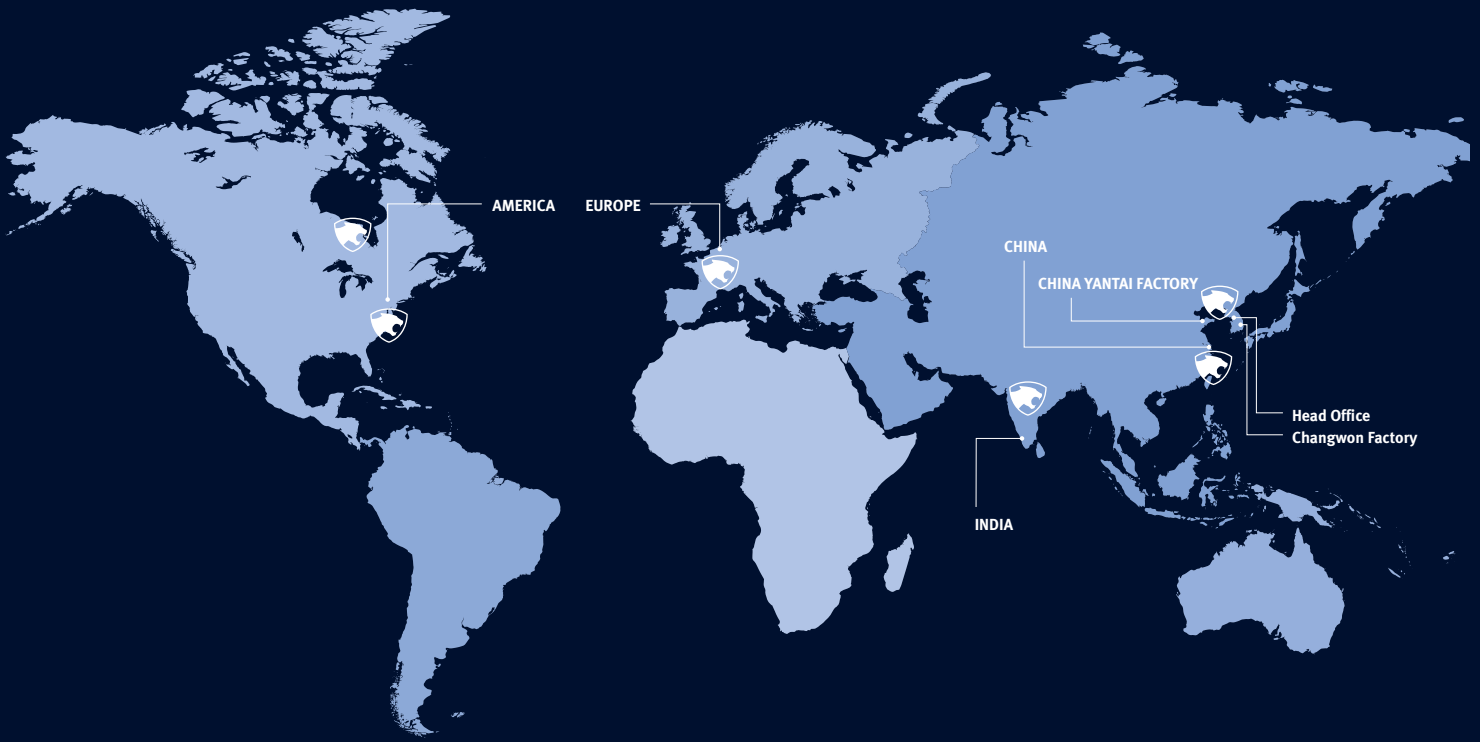 AMERICA
EUROPE
CHINA
CHINA YANTAI FACTORY
Head Office
Changwon Factory
INDIA